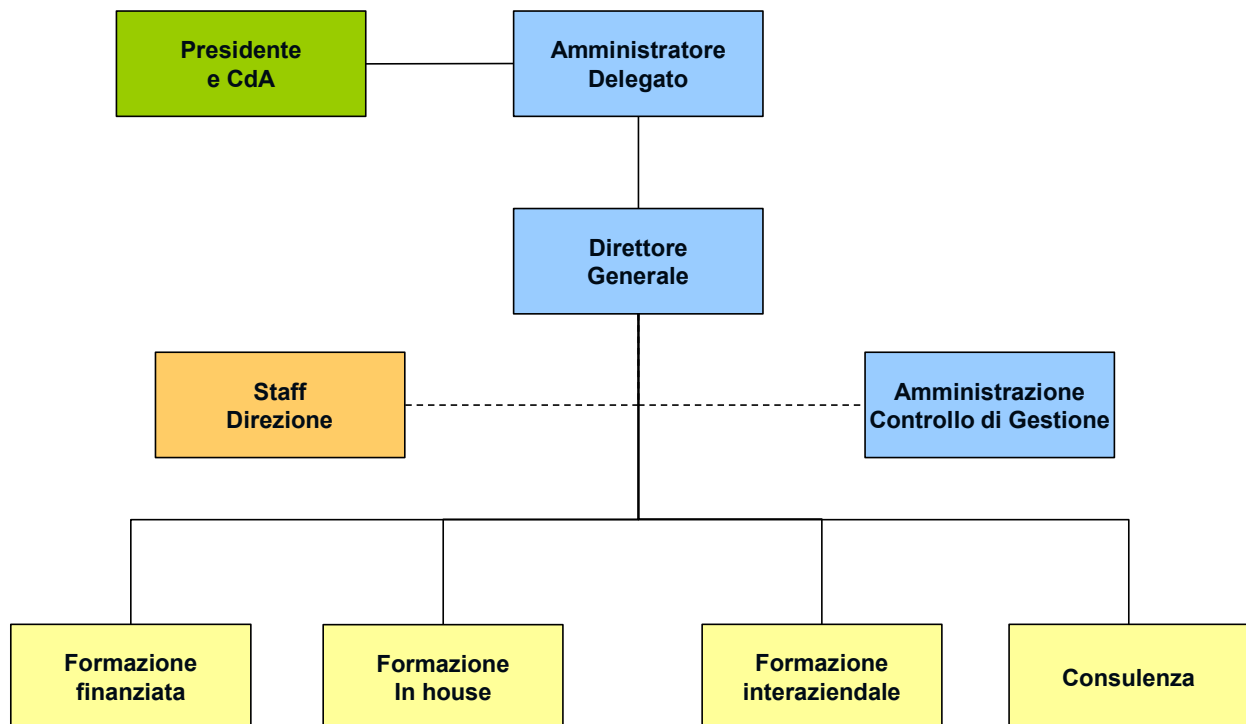 Presidente
e CdA
Amministratore
Delegato
Direttore
Generale
Staff
Direzione
Amministrazione
Controllo di Gestione
Formazione
finanziata
Formazione
In house
Formazione
interaziendale
Consulenza